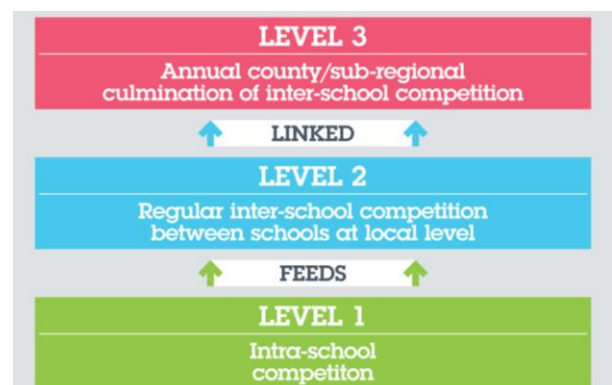 LEVEL 3
Annual county/sub-regional
culmination of inter-school competition
LINKED
LEVEL 2
Regular inter-school competition
between schools at local level
FEEDS
LEVEL 1
Intra-school
competiton